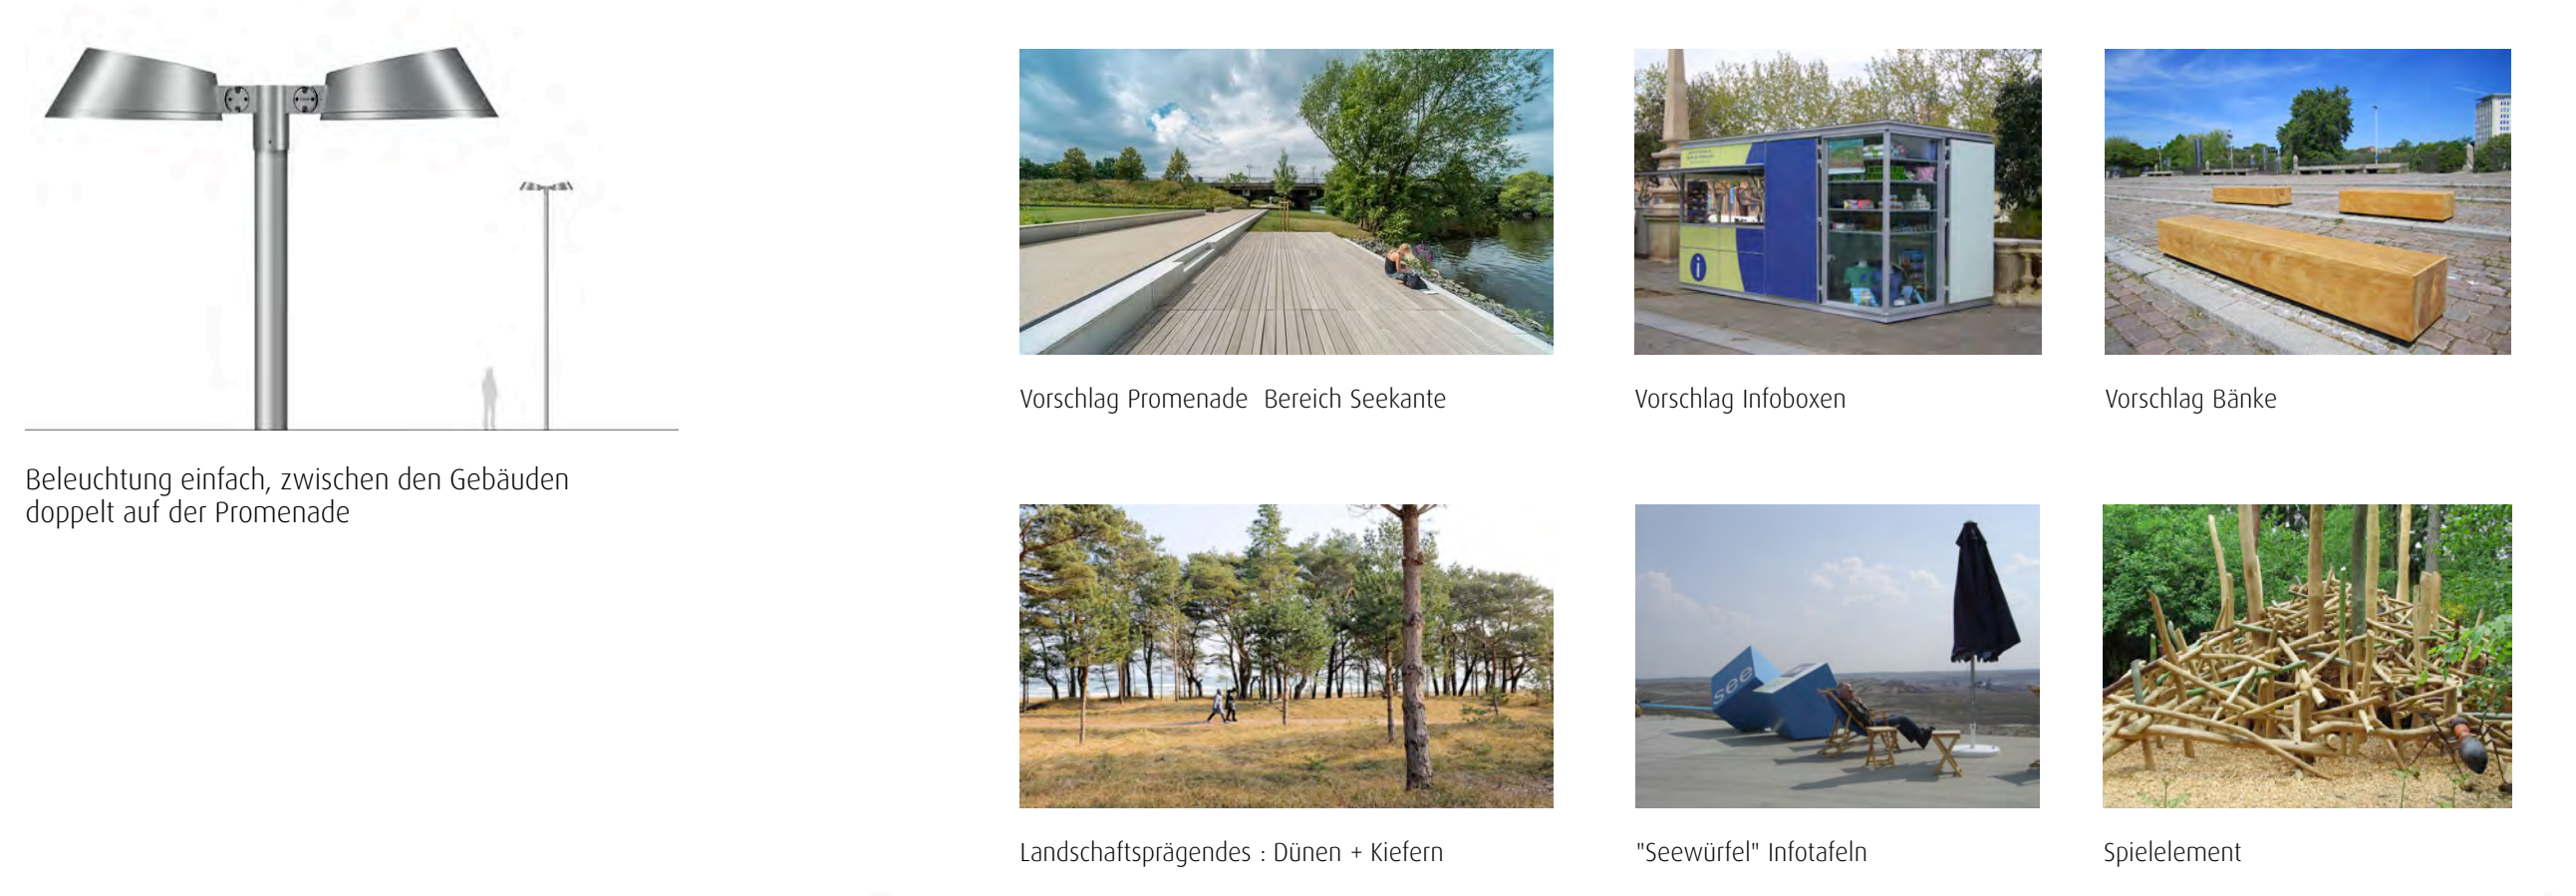 Beleuchtung einfach, zwischen den Gebäuden
doppelt auf der Promenade
Vorschlag Promenade Bereich Seekante
i
Vorschlag Infoboxen
Vorschlag Bänke
Landschaftsprägendes : Dünen + Kiefern
see
"Seewürfel" Infotafeln
Spielelement